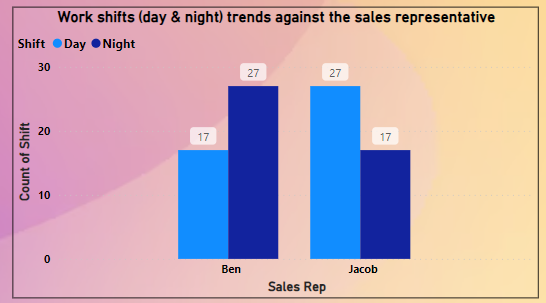 Work shifts (day & night) trends against the sales representative
Shift Day Night
30
20
10
0
Count of Shift
17
27
27
17
Ben
Jacob
Sales Rep